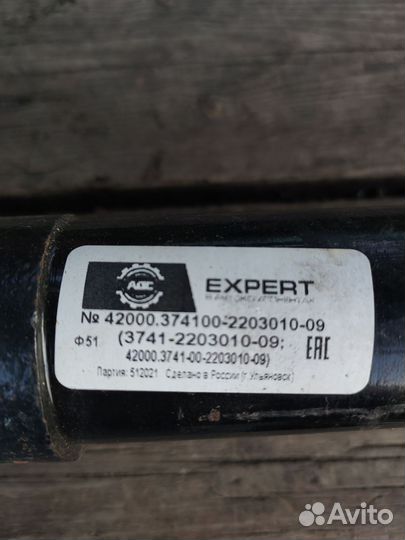 АДС
EXPERT
№ 42000.374100-2203010-09
Ф51
(3741-2203010-09;
42000.3741-00-2203010-09)
EAC
Партия: 512021 Сделано в России (г.Ульяновск)
Avito